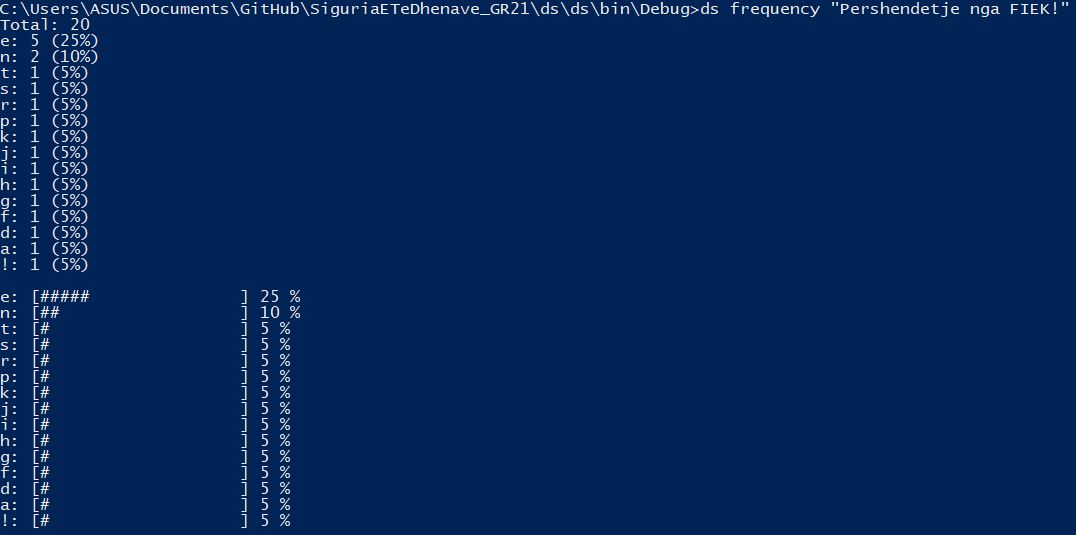 C:\Users\ASUS\Documents\GitHub\SiguriaETeDhenave_GR21\ds\ds\bin\Debug>ds frequency "Pershendetje nga FIEK!"
Total: 20
e: 5 (25%)
n: 2 (10%)
t: 1 (5%)
s: 1 (5%)
r: 1 (5%)
p: 1 (5%)
k: 1 (5%)
j: 1 (5%)
i: 1 (5%)
h: 1 (5%)
g: 1 (5%)
f: 1 (5%)
d: 1 (5%)
a: 1 (5%)
!: 1 (5%)

e: [#####               ] 25 %
n: [##                  ] 10 %
t: [#                   ] 5 %
s: [#                   ] 5 %
r: [#                   ] 5 %
p: [#                   ] 5 %
k: [#                   ] 5 %
j: [#                   ] 5 %
i: [#                   ] 5 %
h: [#                   ] 5 %
g: [#                   ] 5 %
f: [#                   ] 5 %
d: [#                   ] 5 %
a: [#                   ] 5 %
!: [#                   ] 5 %